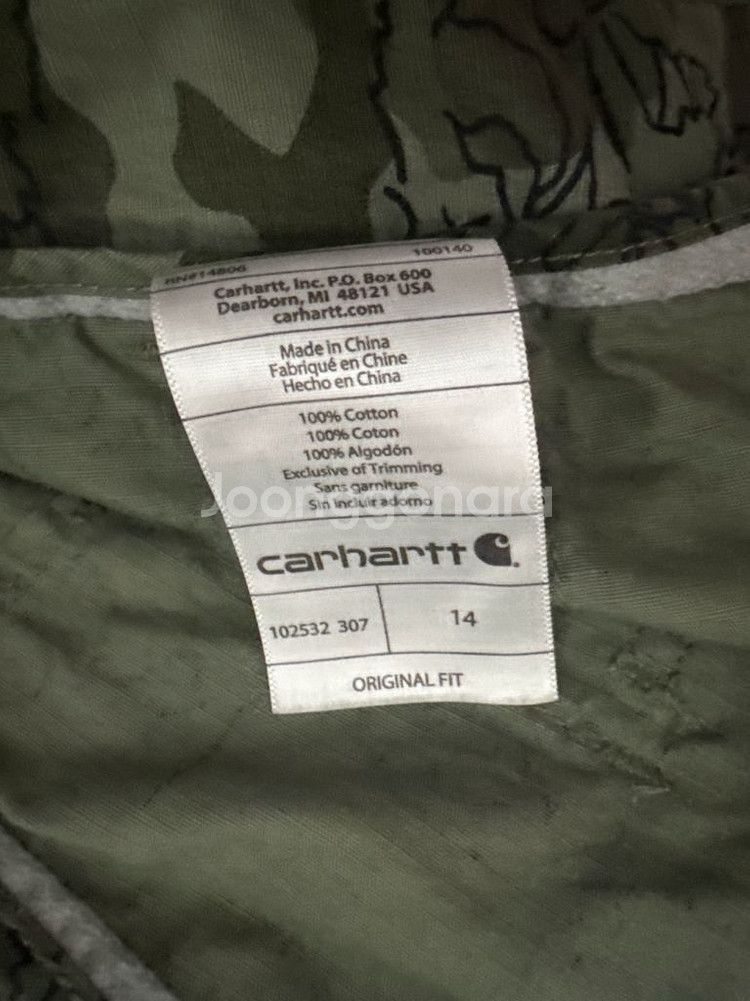 RN#14806 100140
Carhartt, Inc. P.O. Box 600
Dearborn, MI 48121 USA
carhartt.com
Made in China
Fabriqué en Chine
Hecho en China
100% Cotton
100% Coton
100% Algodón
Exclusive of Trimming
Sans garniture
Sin incluir adorno
Joonggonara
carhartt
102532 307 14
ORIGINAL FIT